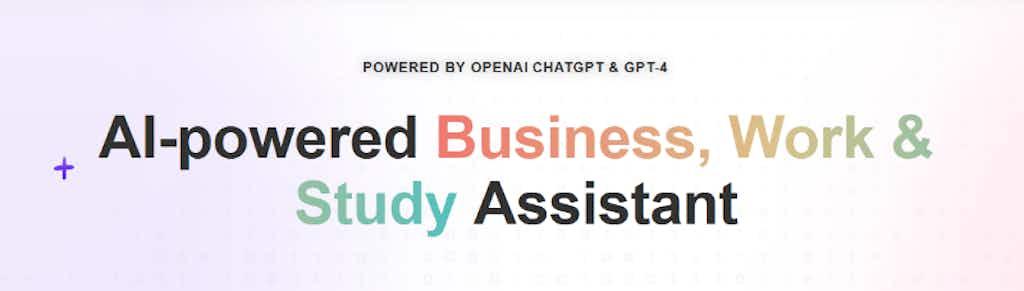 POWERED BY OPENAI CHATGPT & GPT-4
AI-powered Business, Work &
Study Assistant